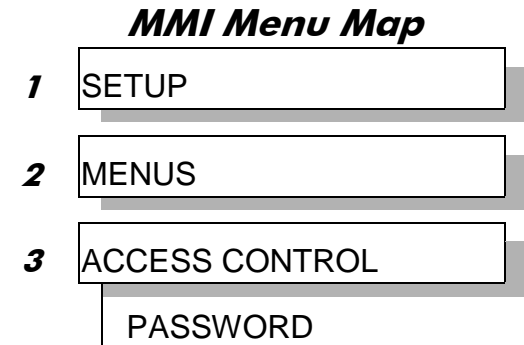 MMI Menu Map
1 SETUP
2 MENUS
3 ACCESS CONTROL
PASSWORD